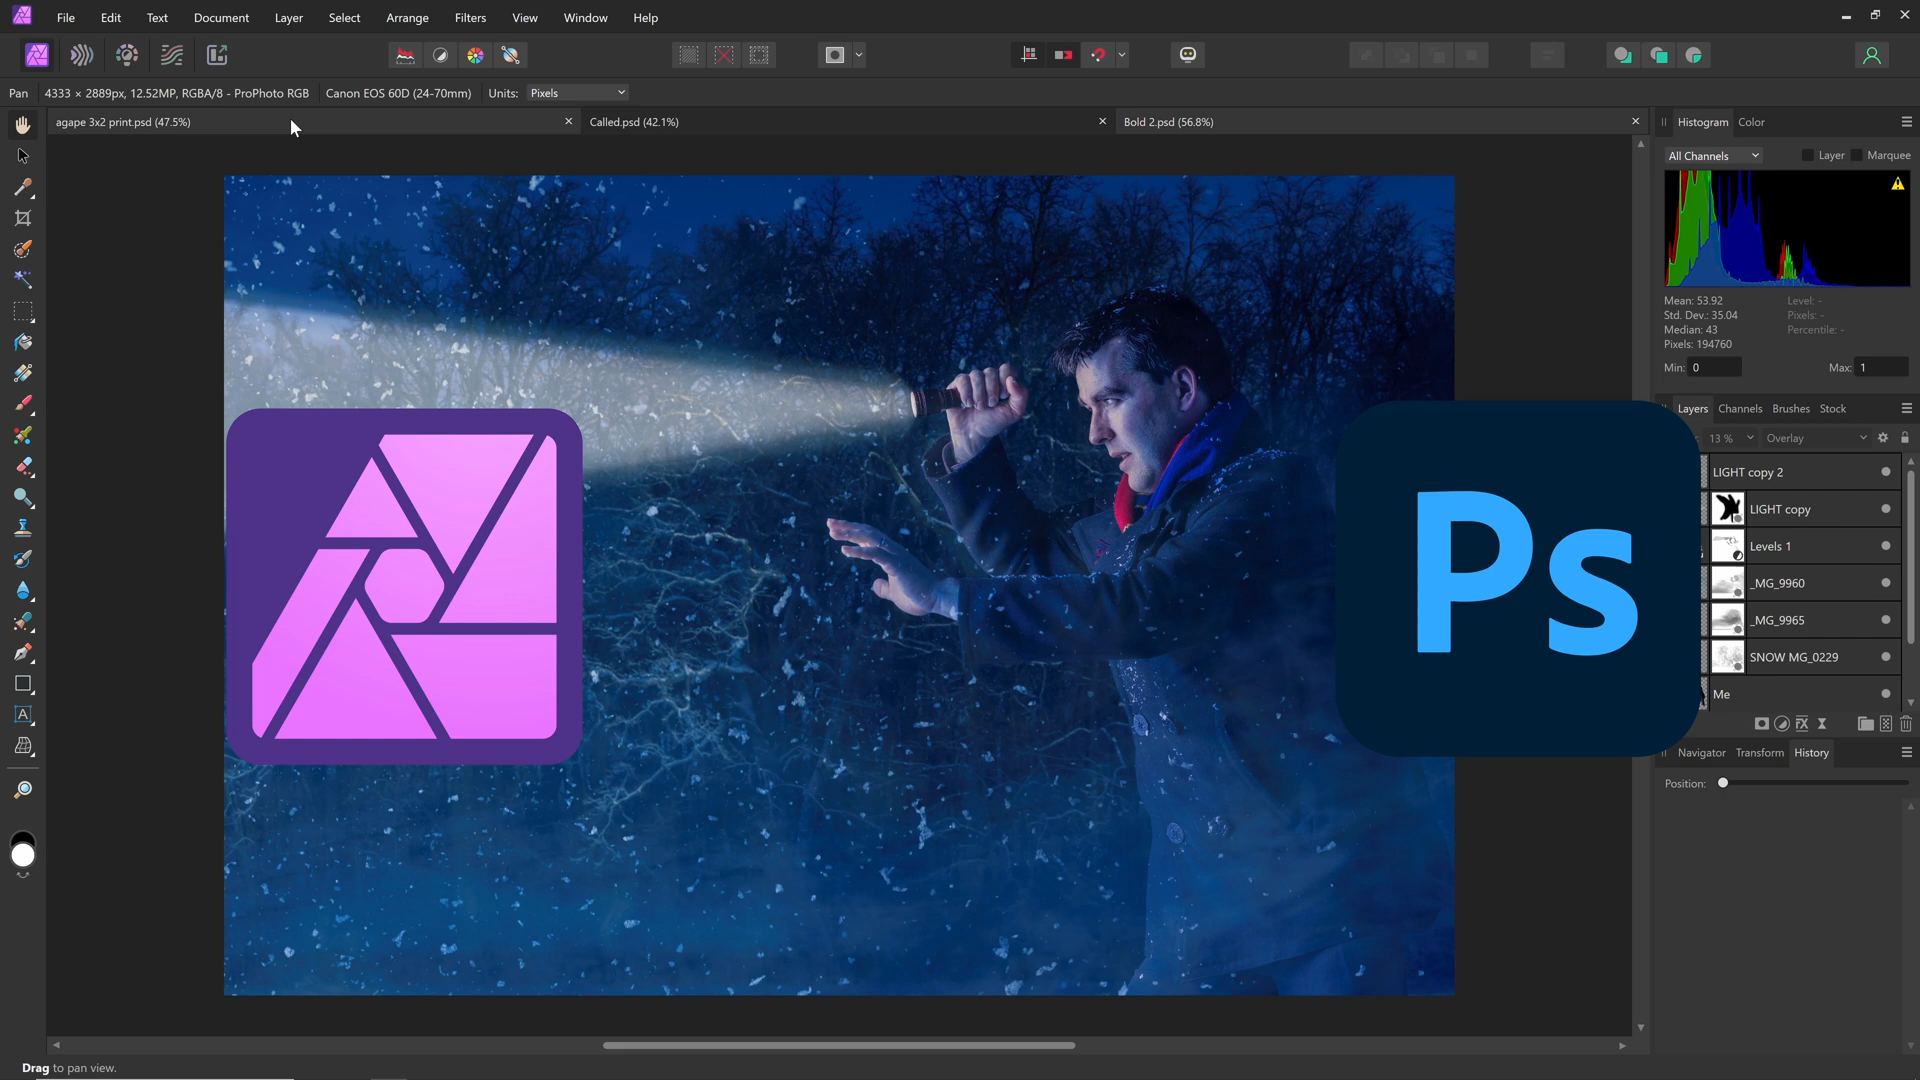 File Edit Text Document Layer Select Arrange Filters View Window Help
Pan 4333 × 2889px, 12.52MP, RGBA/8 - ProPhoto RGB Canon EOS 60D (24-70mm) Units: Pixels
agape 3x2 print.psd (47.5%) Called.psd (42.1%) Bold 2.psd (56.8%)
Histogram Color
All Channels Layer Marquee
Mean: 53.92 Level: -
Std. Dev.: 35.04 Pixels: -
Median: 43 Percentile: -
Pixels: 194760
Min: 0 Max: 1
Layers Channels Brushes Stock
13 % Overlay
LIGHT copy 2
LIGHT copy
Levels 1
_MG_9960
_MG_9965
SNOW MG_0229
Me
Ps
Navigator Transform History
Position:
Drag to pan view.